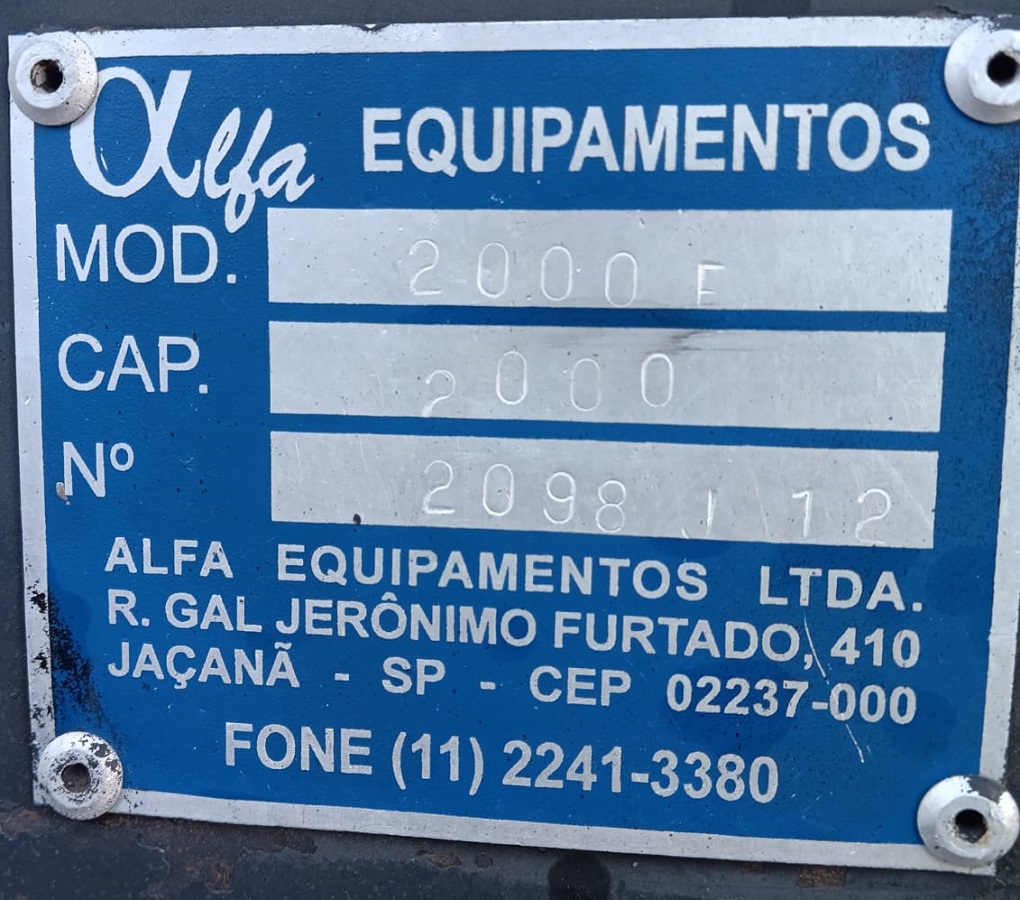 Alfa EQUIPAMENTOS
MOD. 2000 E
CAP. 2000
Nº 2098 J 12
ALFA EQUIPAMENTOS LTDA.
R. GAL JERÔNIMO FURTADO, 410
JAÇANÃ - SP - CEP 02237-000
FONE (11) 2241-3380